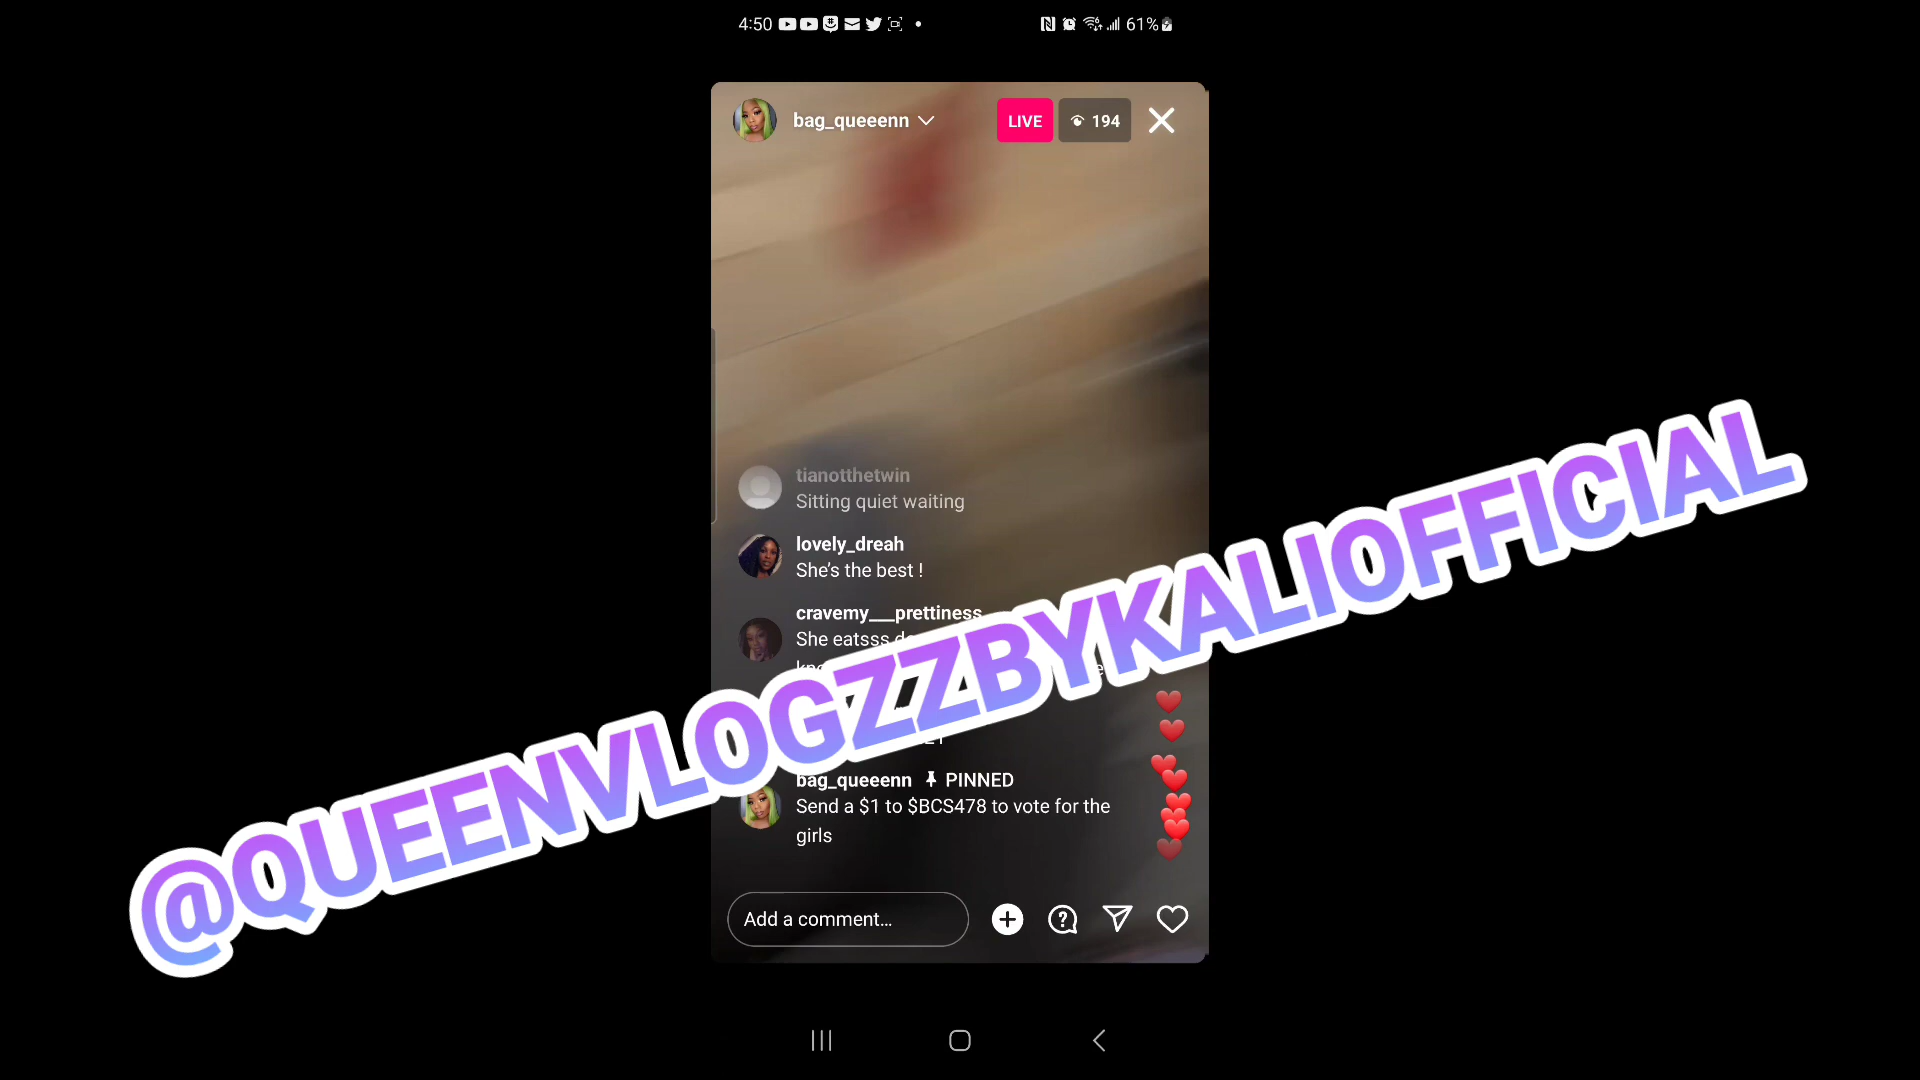 4:50
61%
bag_queeenn
LIVE
194
tianotthetwin
Sitting quiet waiting
lovely_dreah
She's the best !
cravemy___prettiness
She eatsss
@QUEENVLOGZZBYKALIOFFICIAL
bag_queeenn PINNED
Send a $1 to $BCS478 to vote for the
girls
Add a comment...